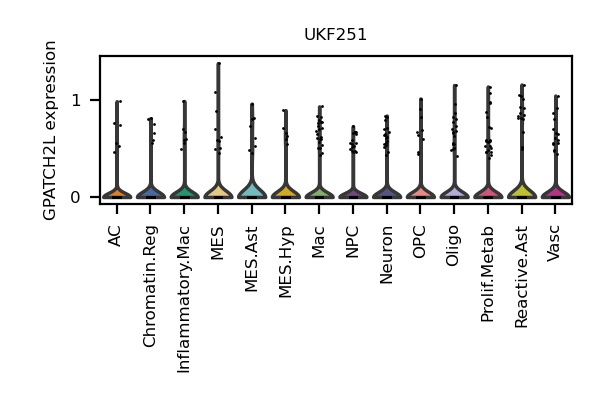 UKF251
GPATCH2L expression
1
0
AC
Chromatin.Reg
Inflammatory.Mac
MES
MES.Ast
MES.Hyp
Mac
NPC
Neuron
OPC
Oligo
Prolif.Metab
Reactive.Ast
Vasc